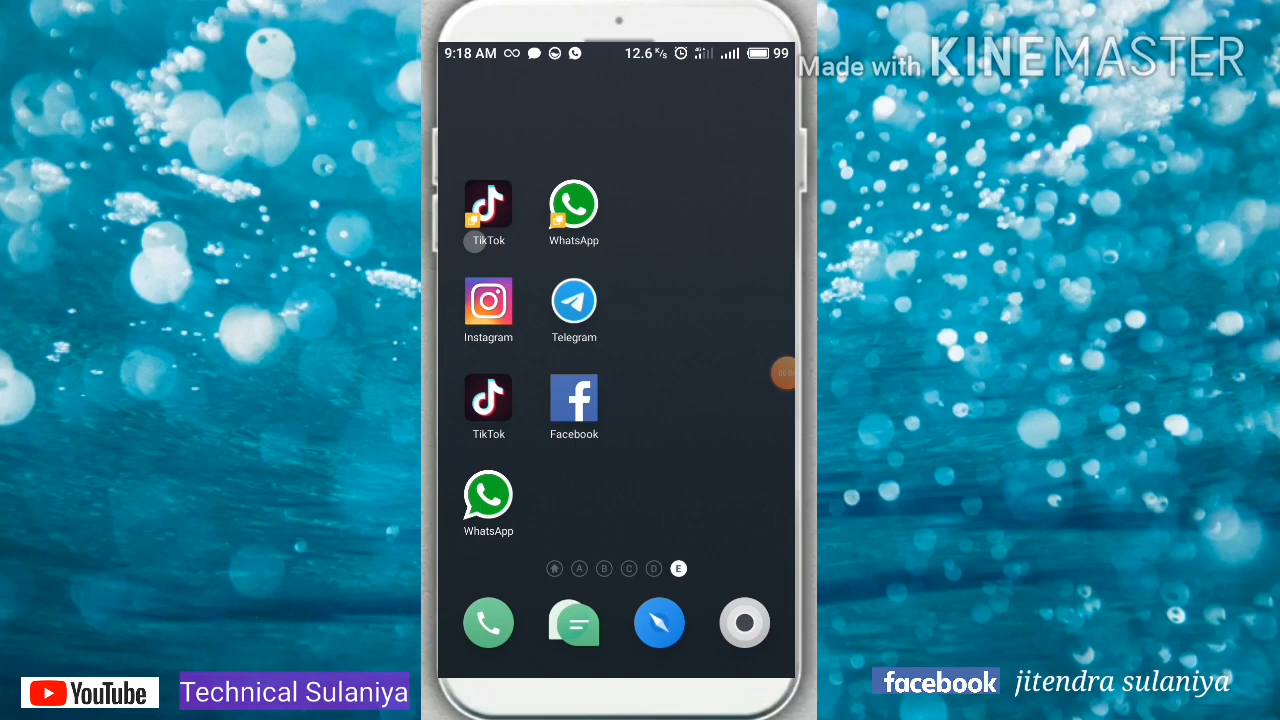 9:18 AM 12.6 K/s 99
Made with KINEMASTER
TikTok WhatsApp
Instagram Telegram
TikTok Facebook
WhatsApp
A B C D E
YouTube Technical Sulaniya
facebook jitendra sulaniya